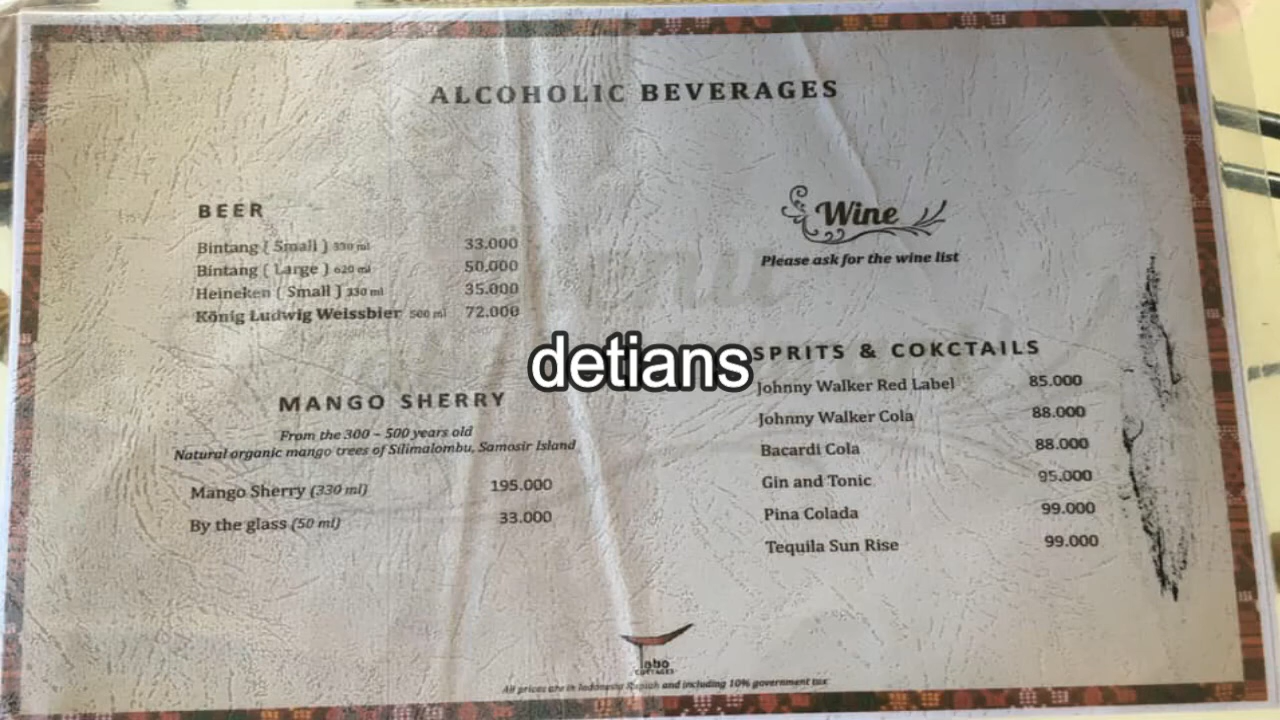 ALCOHOLIC BEVERAGES
BEER
Bintang ( Small ) 330 ml 33.000
Bintang ( Large ) 620 ml 50.000
Heineken ( Small ) 330 ml 35.000
König Ludwig Weissbier 500 ml 72.000
MANGO SHERRY
From the 300 – 500 years old
Natural organic mango trees of Silimalombu, Samosir Island
Mango Sherry (330 ml) 195.000
By the glass (50 ml) 33.000
Wine
Please ask for the wine list
detians
SPRITS & COKCTAILS
Johnny Walker Red Label 85.000
Johnny Walker Cola 88.000
Bacardi Cola 88.000
Gin and Tonic 95.000
Pina Colada 99.000
Tequila Sun Rise 99.000
Tabo
COTTAGES
All prices are in Indonesia Rupiah and including 10% government tax